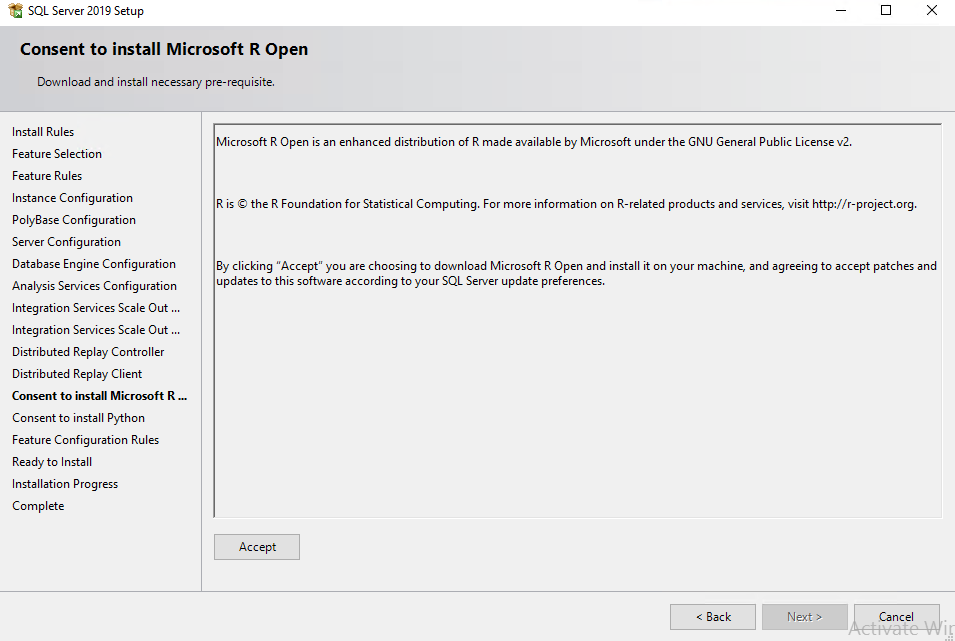 SQL Server 2019 Setup
Consent to install Microsoft R Open
Download and install necessary pre-requisite.
Install Rules
Feature Selection
Feature Rules
Instance Configuration
PolyBase Configuration
Server Configuration
Database Engine Configuration
Analysis Services Configuration
Integration Services Scale Out ...
Integration Services Scale Out ...
Distributed Replay Controller
Distributed Replay Client
Consent to install Microsoft R ...
Consent to install Python
Feature Configuration Rules
Ready to Install
Installation Progress
Complete
Microsoft R Open is an enhanced distribution of R made available by Microsoft under the GNU General Public License v2.
R is © the R Foundation for Statistical Computing. For more information on R-related products and services, visit http://r-project.org.
By clicking “Accept” you are choosing to download Microsoft R Open and install it on your machine, and agreeing to accept patches and
updates to this software according to your SQL Server update preferences.
Accept
< Back
Next >
Cancel
Activate Win